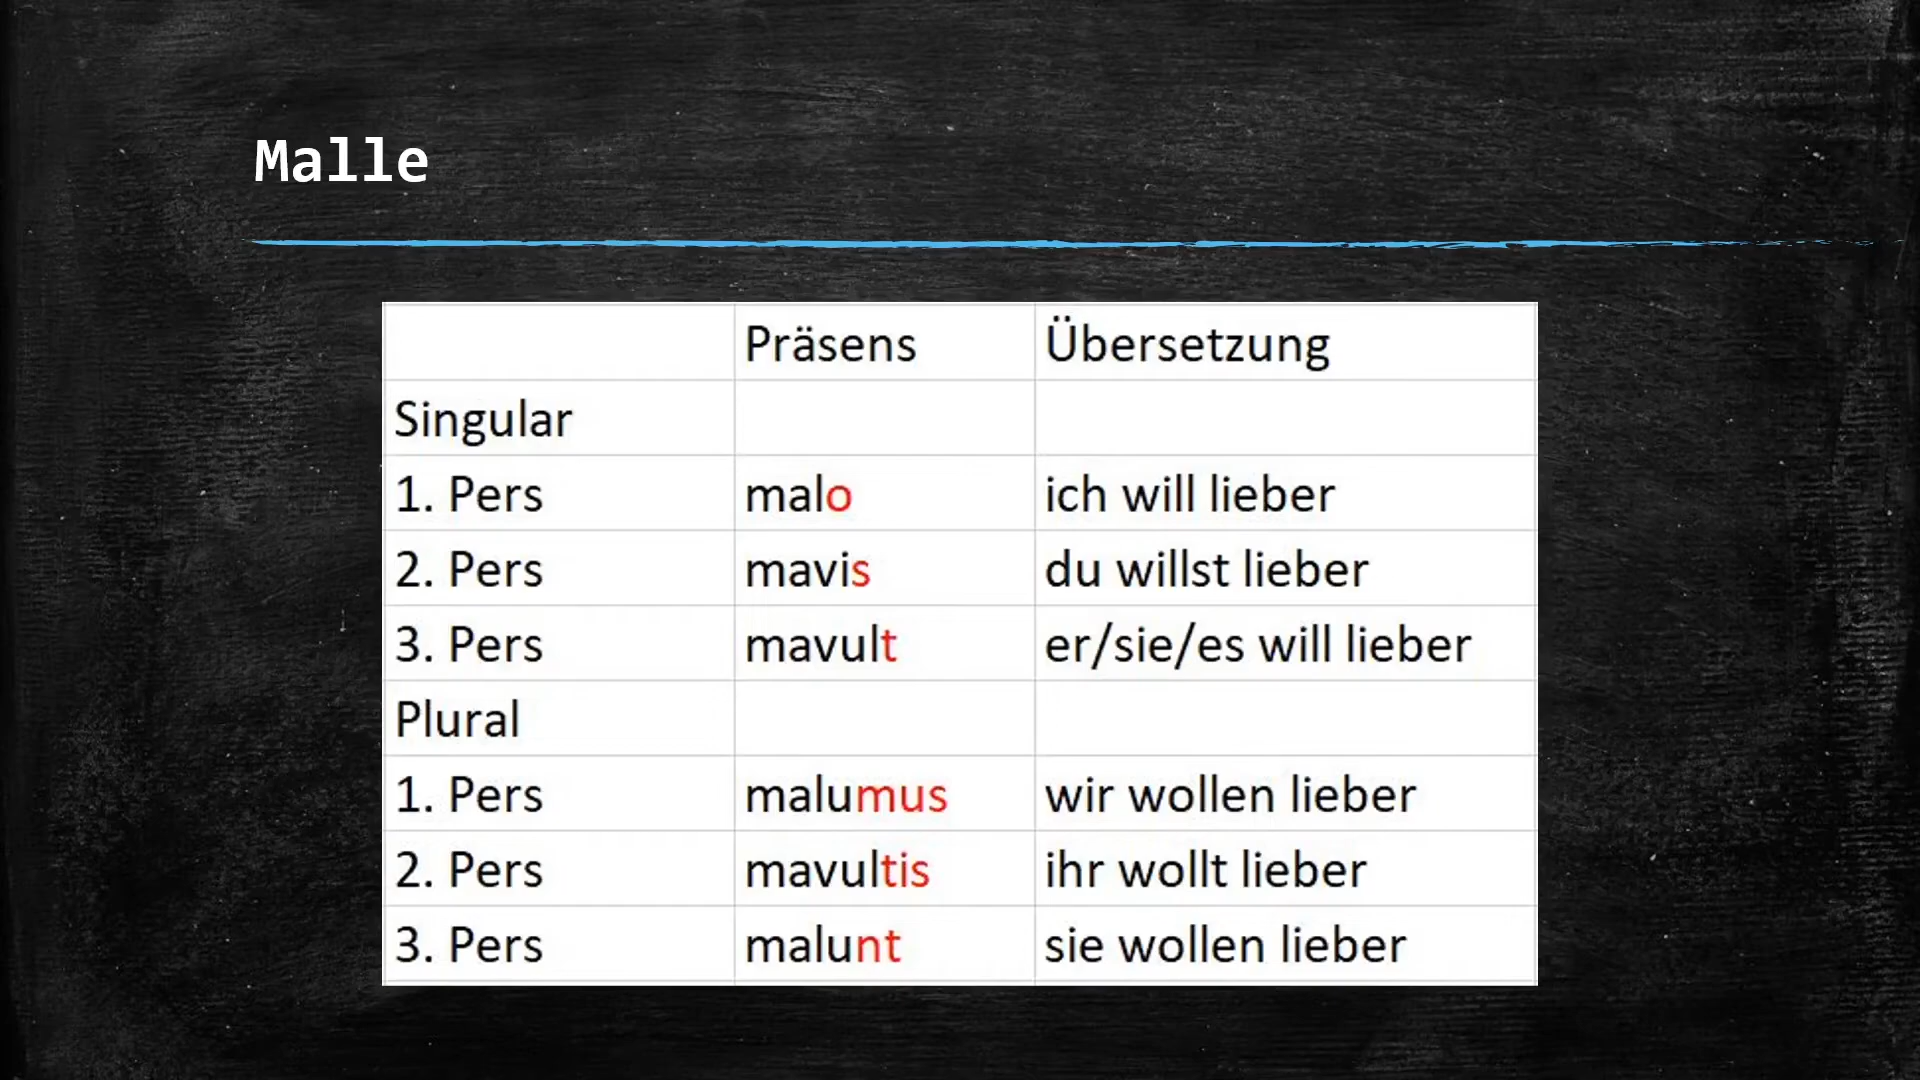 Malle
Präsens Übersetzung
Singular
1. Pers malo ich will lieber
2. Pers mavis du willst lieber
3. Pers mavult er/sie/es will lieber
Plural
1. Pers malumus wir wollen lieber
2. Pers mavultis ihr wollt lieber
3. Pers malunt sie wollen lieber